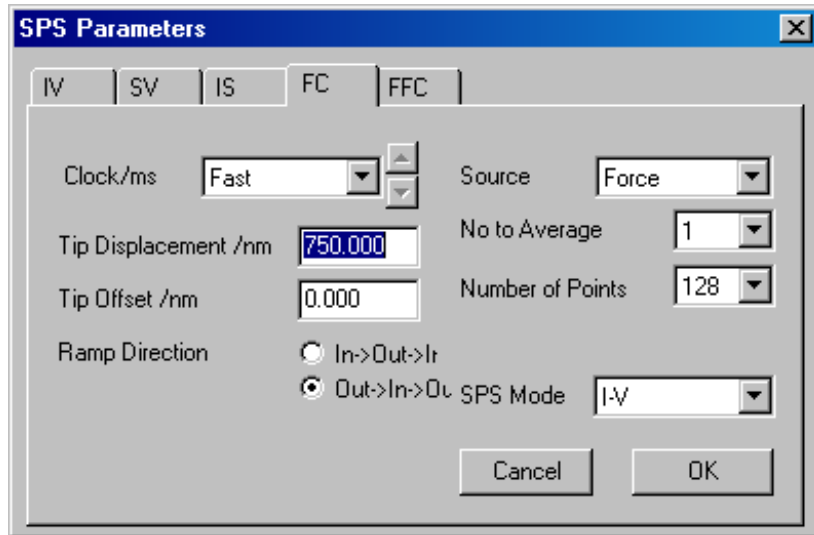 SPS Parameters
IV SV IS FC FFC
Clock/ms Fast Source Force
Tip Displacement /nm 750.000 No to Average 1
Tip Offset /nm 0.000 Number of Points 128
Ramp Direction In->Out->Ir
Out->In->Ou SPS Mode I-V
Cancel OK